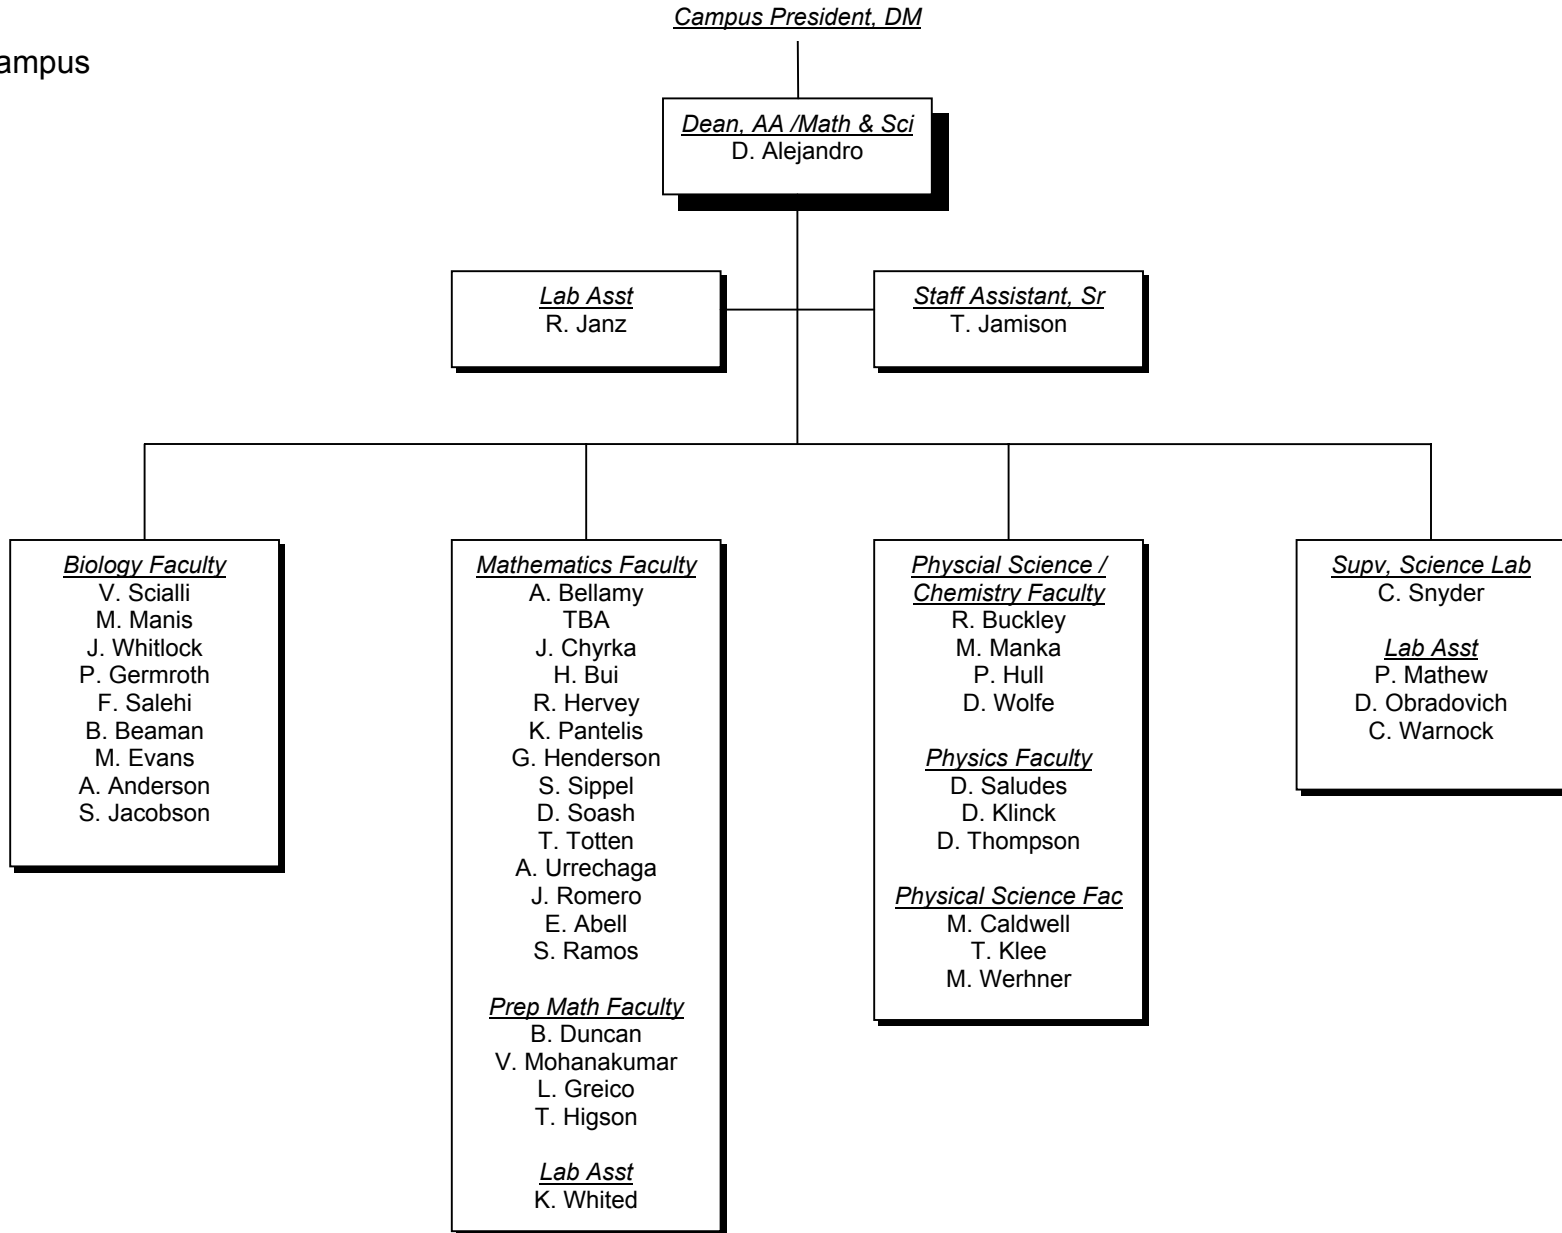 Campus President, DM
ampus
Dean, AA /Math & Sci
D. Alejandro
Lab Asst
R. Janz
Staff Assistant, Sr
T. Jamison
Biology Faculty
V. Scialli
M. Manis
J. Whitlock
P. Germroth
F. Salehi
B. Beaman
M. Evans
A. Anderson
S. Jacobson
Mathematics Faculty
A. Bellamy
TBA
J. Chyrka
H. Bui
R. Hervey
K. Pantelis
G. Henderson
S. Sippel
D. Soash
T. Totten
A. Urrechaga
J. Romero
E. Abell
S. Ramos
Prep Math Faculty
B. Duncan
V. Mohanakumar
L. Greico
T. Higson
Lab Asst
K. Whited
Physcial Science /
Chemistry Faculty
R. Buckley
M. Manka
P. Hull
D. Wolfe
Physics Faculty
D. Saludes
D. Klinck
D. Thompson
Physical Science Fac
M. Caldwell
T. Klee
M. Werhner
Supv, Science Lab
C. Snyder
Lab Asst
P. Mathew
D. Obradovich
C. Warnock